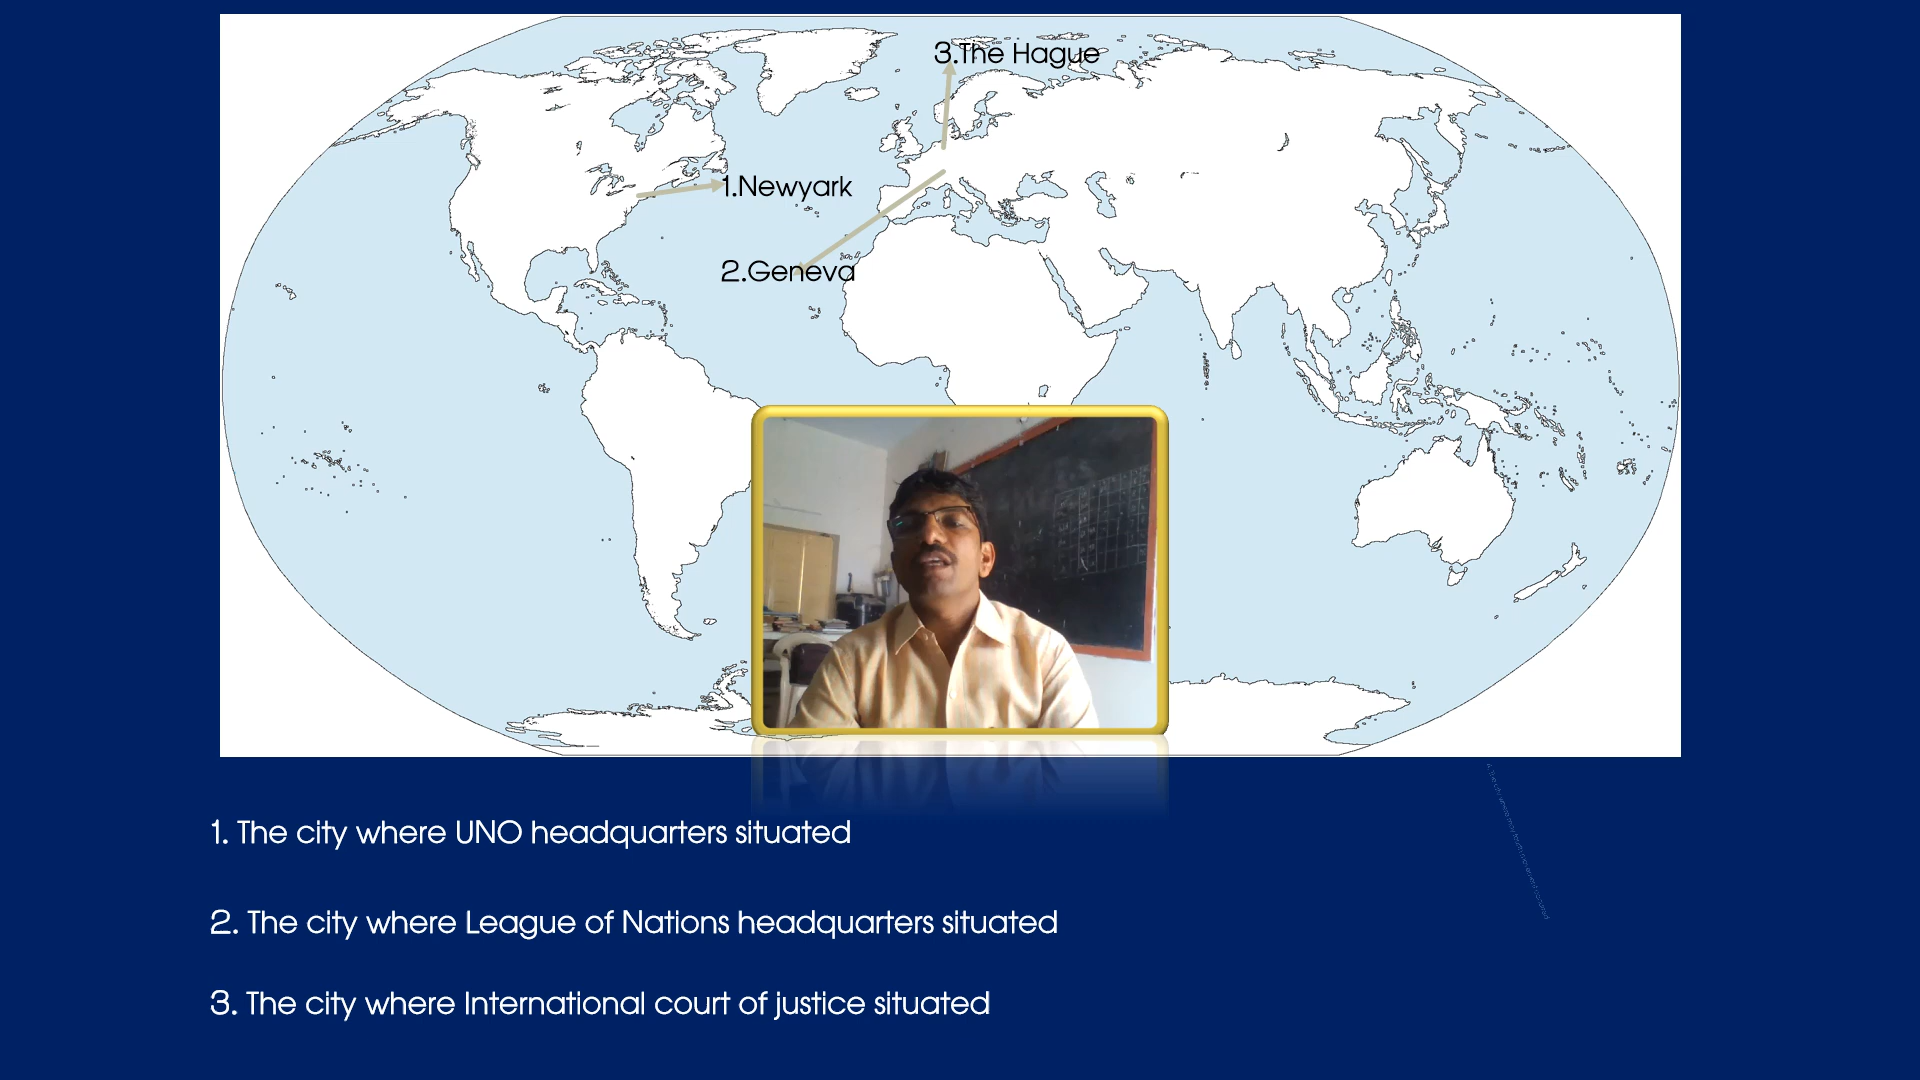 3.The Hague
1.Newyark
2.Geneva
1. The city where UNO headquarters situated
2. The city where League of Nations headquarters situated
3. The city where International court of justice situated